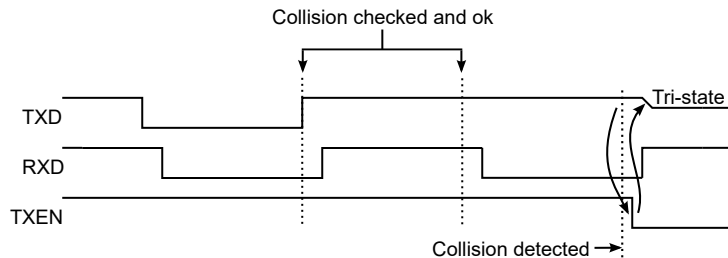 Collision checked and ok
Tri-state
TXD
RXD
TXEN
Collision detected